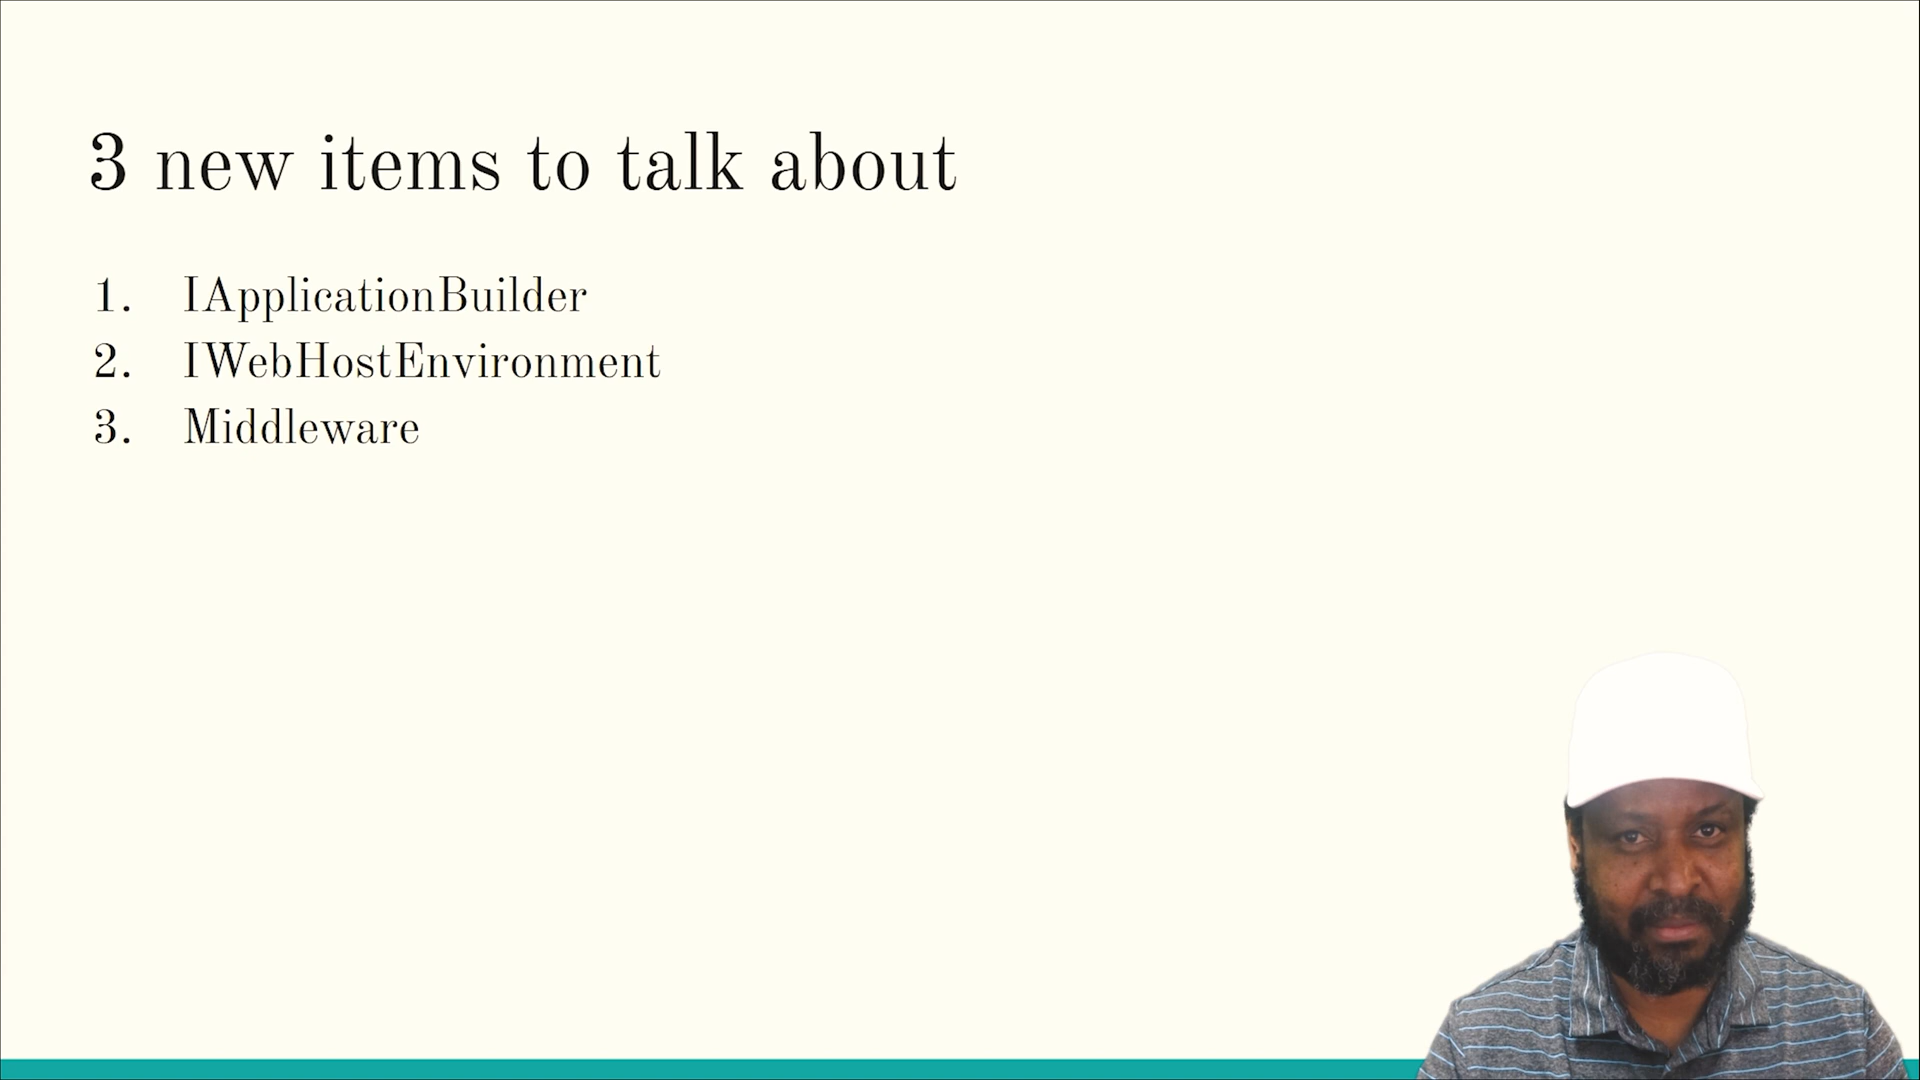 3 new items to talk about
1. IApplicationBuilder
2. IWebHostEnvironment
3. Middleware